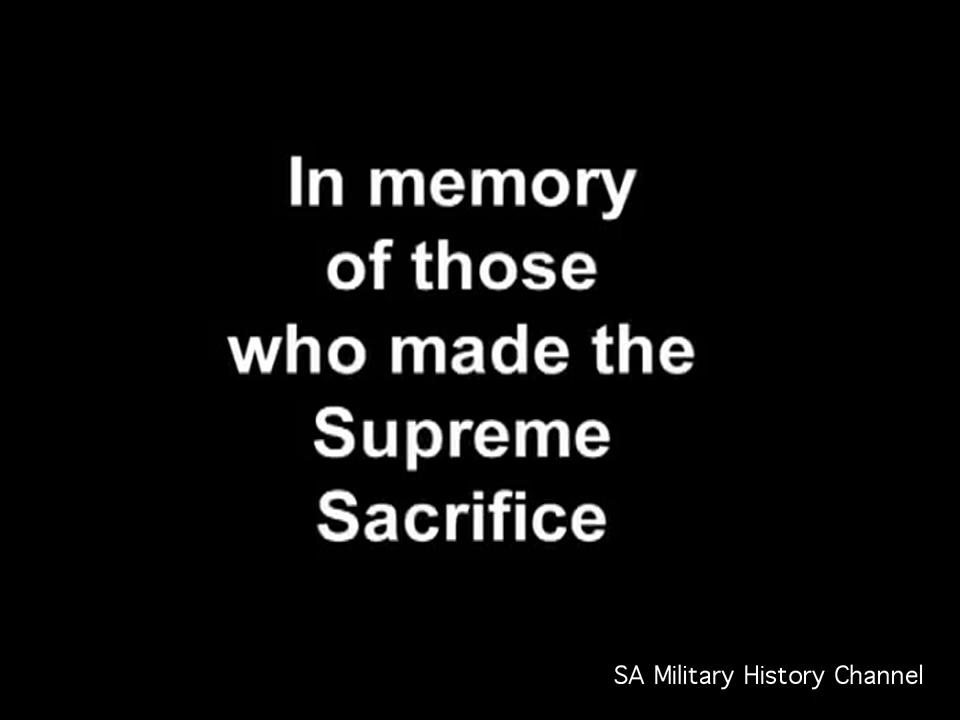 In memory
of those
who made the
Supreme
Sacrifice
SA Military History Channel